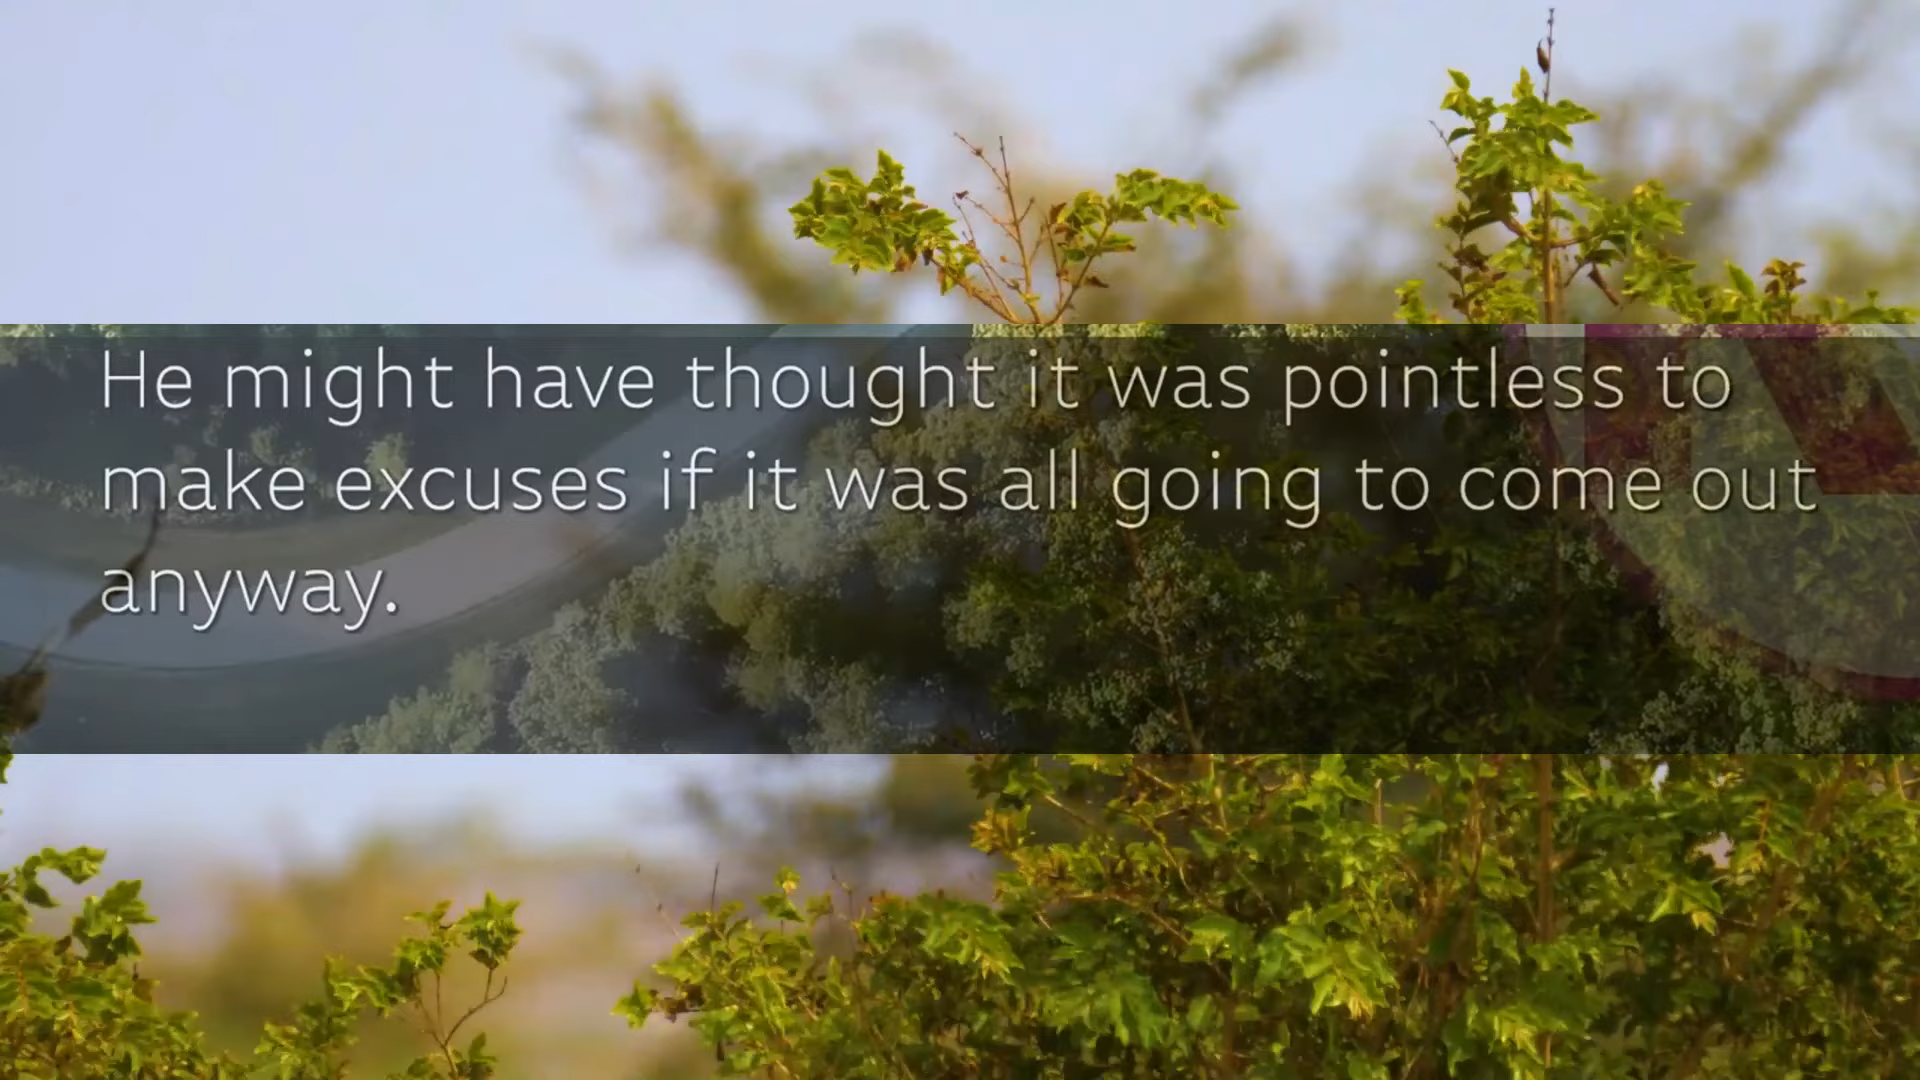 He might have thought it was pointless to
make excuses if it was all going to come out
anyway.